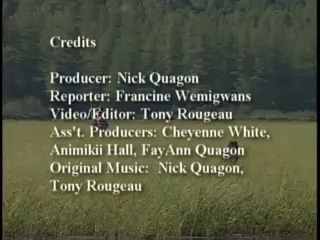 Credits
Producer: Nick Quagon
Reporter: Francine Wemigwans
Video/Editor: Tony Rougeau
Ass't. Producers: Cheyenne White,
Animikii Hall, FayAnn Quagon
Original Music:  Nick Quagon,
Tony Rougeau